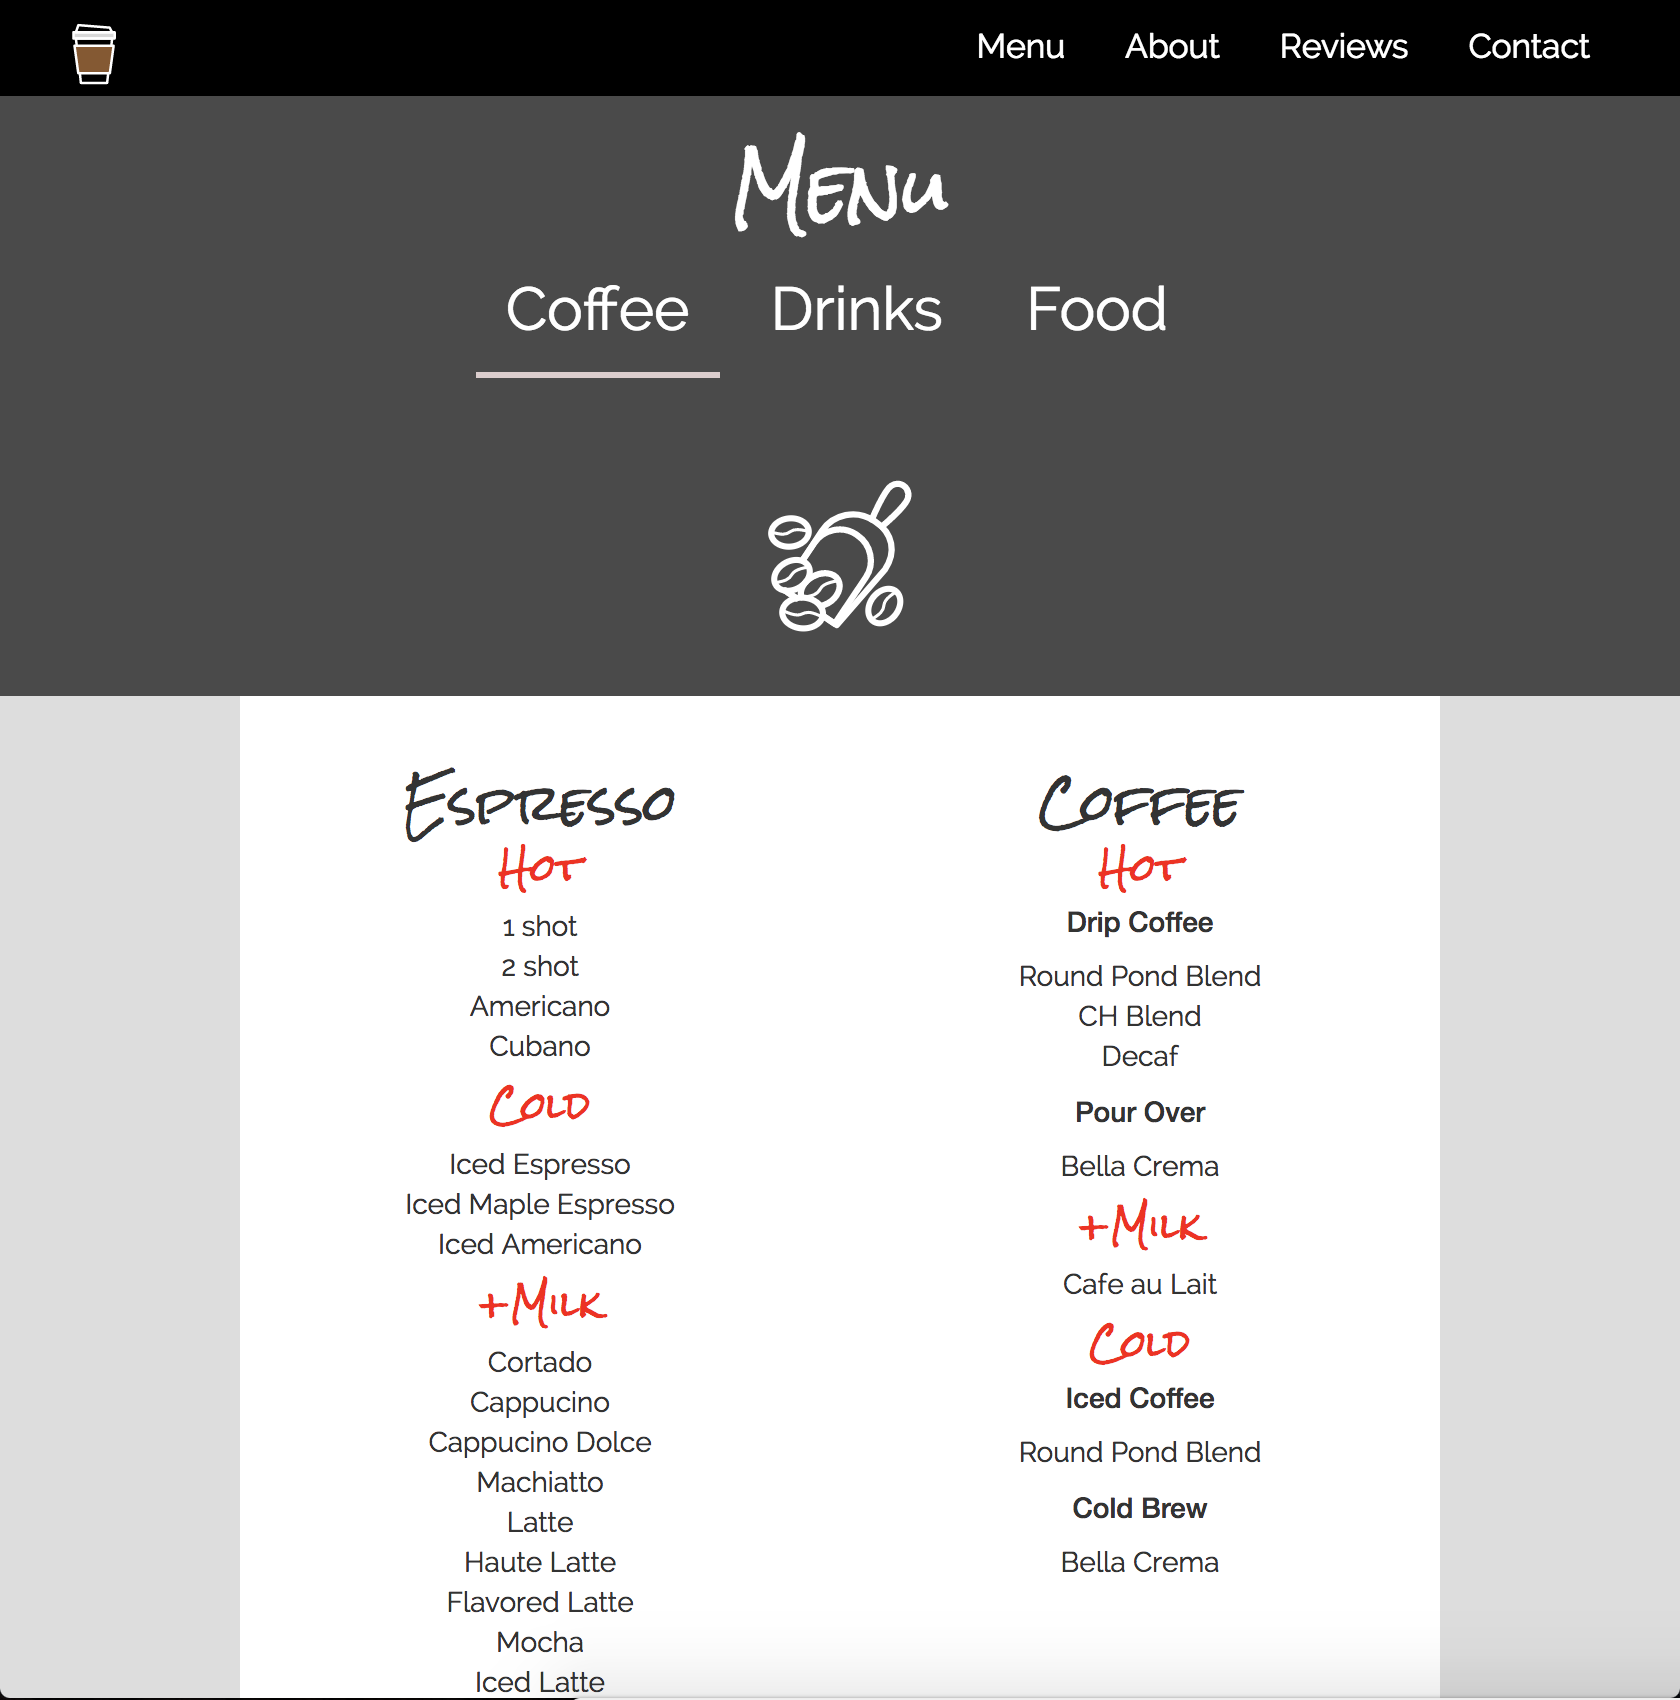 Menu About Reviews Contact
Menu
Coffee Drinks Food
Espresso
Hot
1 shot
2 shot
Americano
Cubano
Cold
Iced Espresso
Iced Maple Espresso
Iced Americano
+Milk
Cortado
Cappucino
Cappucino Dolce
Machiatto
Latte
Haute Latte
Flavored Latte
Mocha
Iced Latte
Coffee
Hot
Drip Coffee
Round Pond Blend
CH Blend
Decaf
Pour Over
Bella Crema
+Milk
Cafe au Lait
Cold
Iced Coffee
Round Pond Blend
Cold Brew
Bella Crema